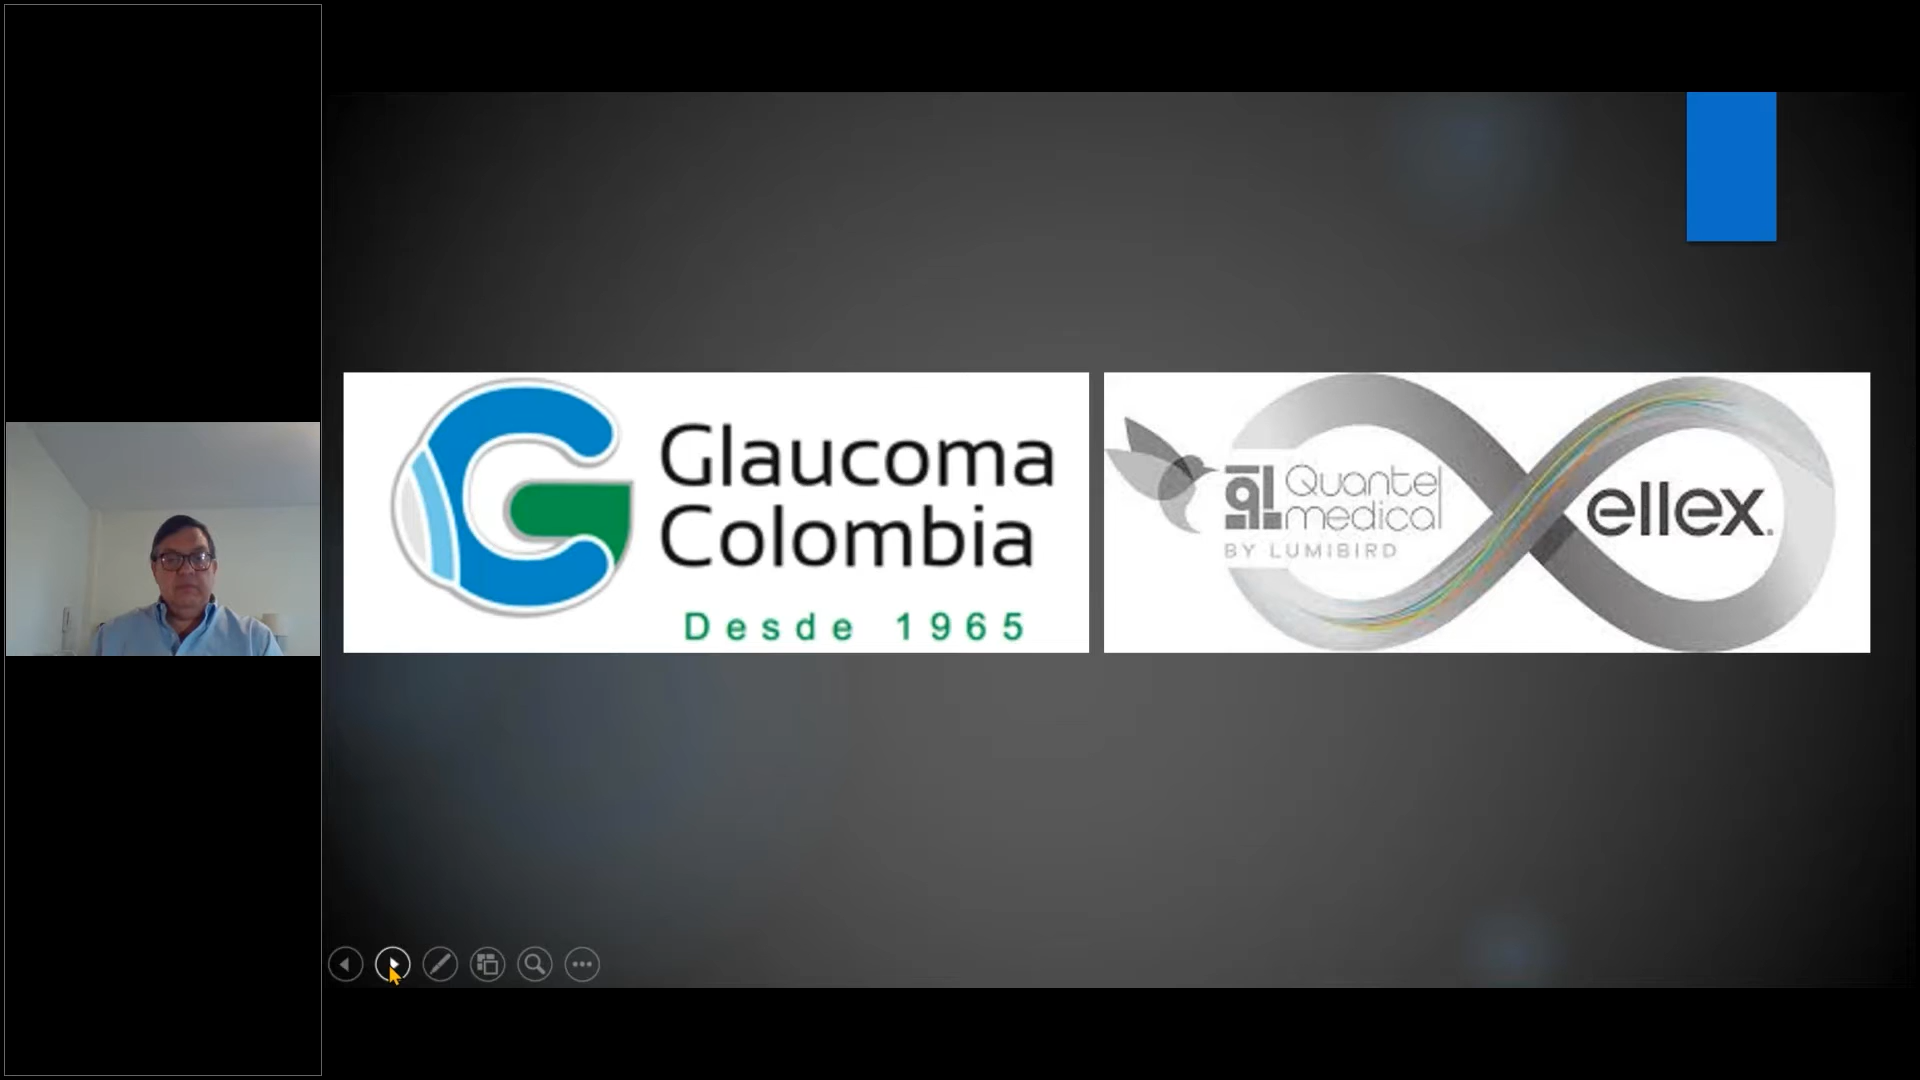 Glaucoma
Colombia
Desde 1965
Quantel
medical
BY LUMIBIRD
ellex